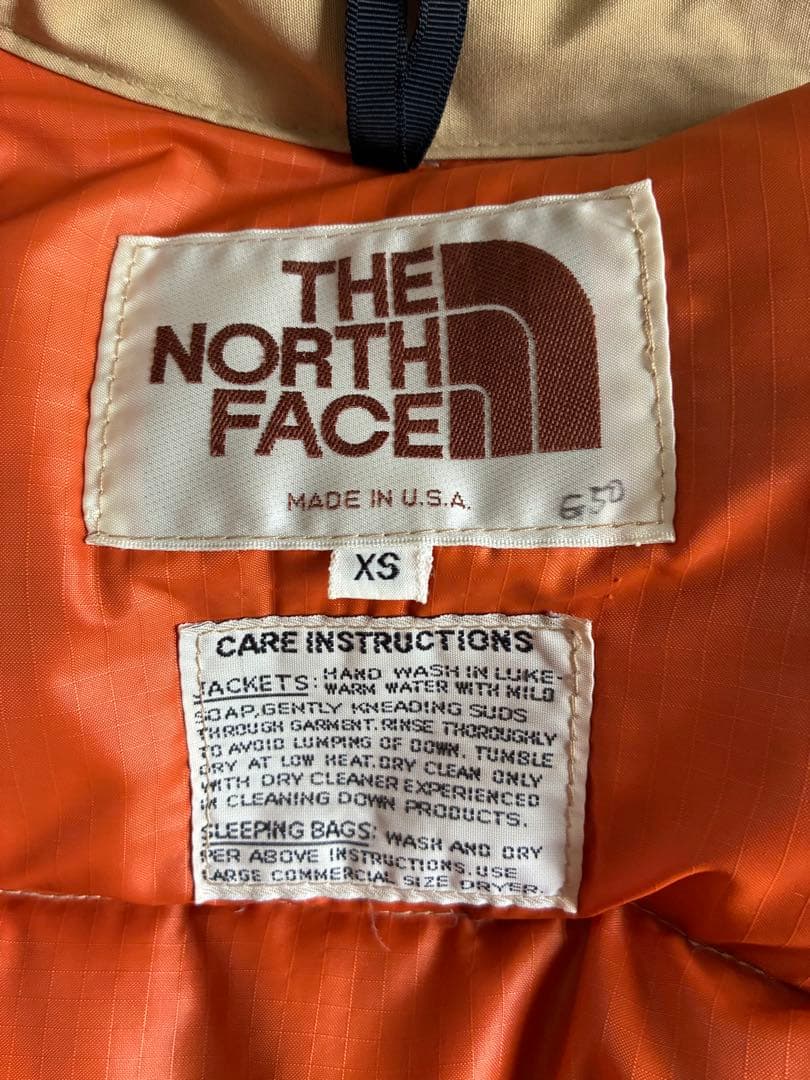 THE
NORTH
FACE
MADE IN U.S.A.
G50
XS
CARE INSTRUCTIONS
JACKETS: HAND WASH IN LUKE-
WARM WATER WITH MILD
SOAP, GENTLY KNEADING SUDS
THROUGH GARMENT. RINSE THOROUGHLY
TO AVOID LUMPING OF DOWN. TUMBLE
DRY AT LOW HEAT. DRY CLEAN ONLY
WITH DRY CLEANER EXPERIENCED
IN CLEANING DOWN PRODUCTS.
SLEEPING BAGS: WASH AND DRY
PER ABOVE INSTRUCTIONS. USE
LARGE COMMERCIAL SIZE DRYER.